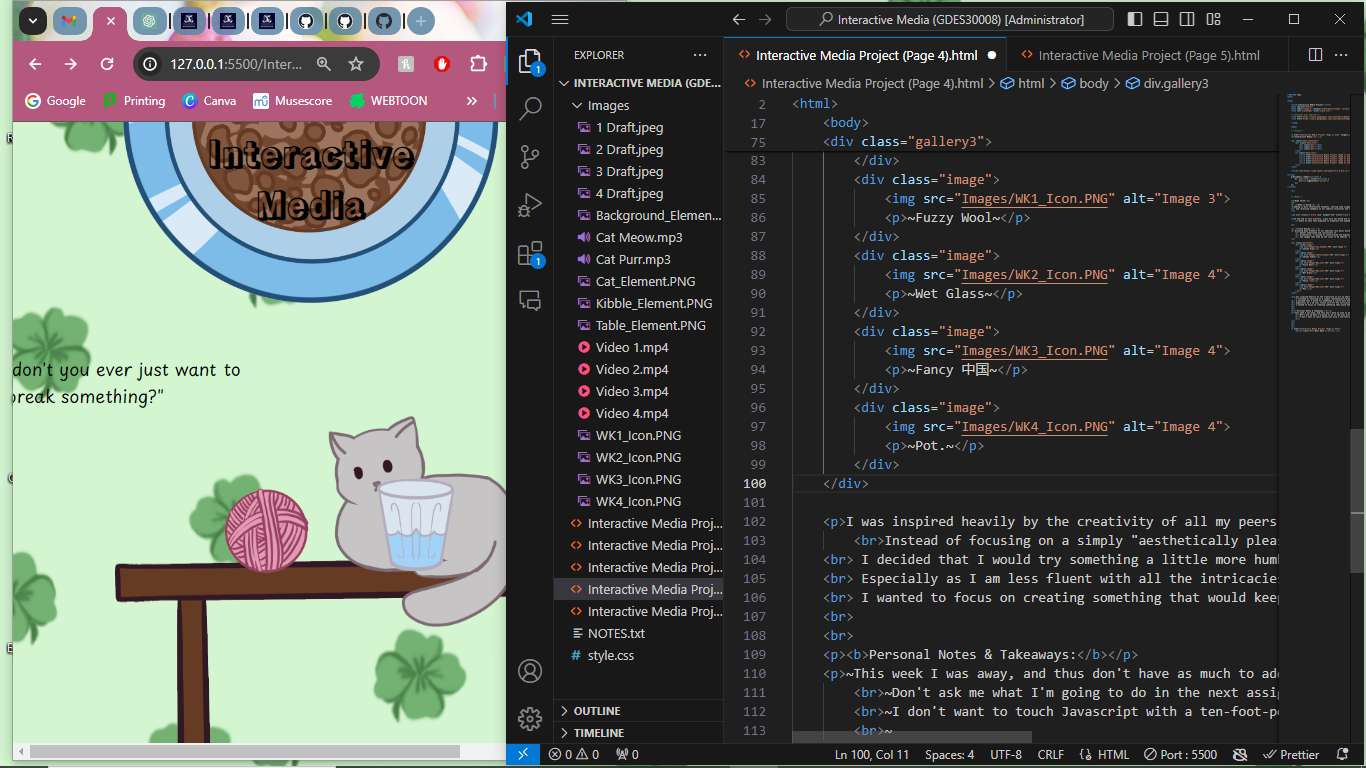 127.0.0.1:5500/Inter...
Google
Printing
Canva
Musescore
WEBTOON
Interactive
Media
don't you ever just want to
break something?"
Interactive Media (GDES30008) [Administrator]
EXPLORER
INTERACTIVE MEDIA (GDE...
Images
1 Draft.jpeg
2 Draft.jpeg
3 Draft.jpeg
4 Draft.jpeg
Background_Elemen...
Cat Meow.mp3
Cat Purr.mp3
Cat_Element.PNG
Kibble_Element.PNG
Table_Element.PNG
Video 1.mp4
Video 2.mp4
Video 3.mp4
Video 4.mp4
WK1_Icon.PNG
WK2_Icon.PNG
WK3_Icon.PNG
WK4_Icon.PNG
Interactive Media Proj...
Interactive Media Proj...
Interactive Media Proj...
Interactive Media Proj...
Interactive Media Proj...
NOTES.txt
# style.css
OUTLINE
TIMELINE
Interactive Media Project (Page 4).html
Interactive Media Project (Page 5).html
Interactive Media Project (Page 4).html > html > body > div.gallery3
2 <html>
17 <body>
75 <div class="gallery3">
83 </div>
84 <div class="image">
85 <img src="Images/WK1_Icon.PNG" alt="Image 3">
86 <p>~Fuzzy Wool~</p>
87 </div>
88 <div class="image">
89 <img src="Images/WK2_Icon.PNG" alt="Image 4">
90 <p>~Wet Glass~</p>
91 </div>
92 <div class="image">
93 <img src="Images/WK3_Icon.PNG" alt="Image 4">
94 <p>~Fancy 中国~</p>
95 </div>
96 <div class="image">
97 <img src="Images/WK4_Icon.PNG" alt="Image 4">
98 <p>~Pot.~</p>
99 </div>
100 </div>
101
102 <p>I was inspired heavily by the creativity of all my peers
103 <br>Instead of focusing on a simply "aesthetically plea
104 <br> I decided that I would try something a little more hum
105 <br> Especially as I am less fluent with all the intricacie
106 <br> I wanted to focus on creating something that would kee
107 <br>
108 <br>
109 <p><b>Personal Notes & Takeaways:</b></p>
110 <p>~This week I was away, and thus don't have as much to ad
111 <br>~Don't ask me what I'm going to do in the next assig
112 <br>~I don't want to touch Javascript with a ten-foot-p
113 <br>~
0 0 0
Ln 100, Col 11
Spaces: 4
UTF-8
CRLF
{} HTML
Port : 5500
Prettier